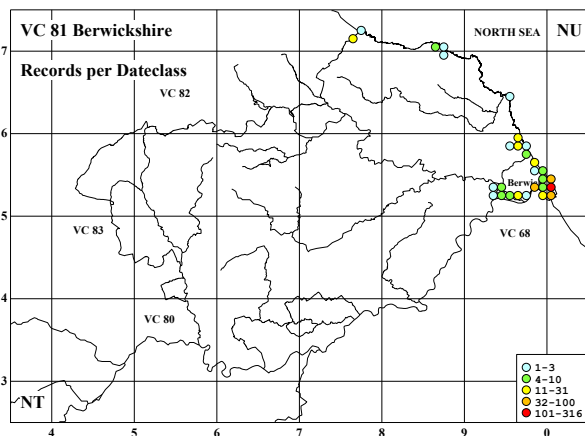 VC 81 Berwickshire
NORTH SEA
NU
7
Records per Dateclass
VC 82
6
Berwic
5
VC 83
VC 68
4
VC 80
3
NT
1-3
4-10
11-31
32-100
101-316
4 5 6 7 8 9 0